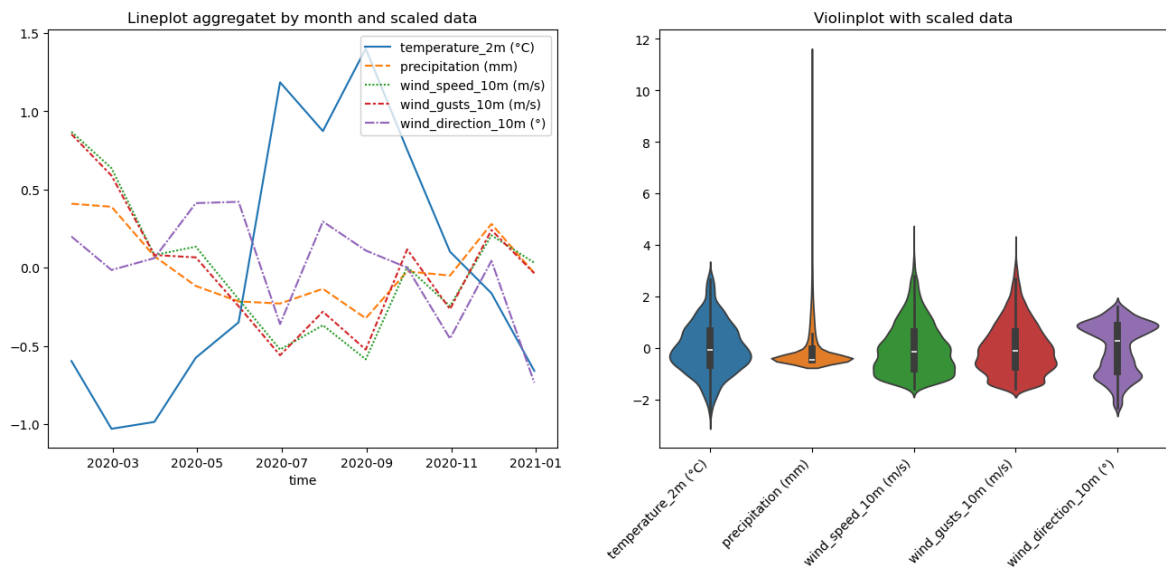 Lineplot aggregatet by month and scaled data
1.5
1.0
0.5
0.0
−0.5
−1.0
2020-03 2020-05 2020-07 2020-09 2020-11 2021-01
time
temperature_2m (°C)
precipitation (mm)
wind_speed_10m (m/s)
wind_gusts_10m (m/s)
wind_direction_10m (°)
Violinplot with scaled data
12
10
8
6
4
2
0
−2
temperature_2m (°C)
precipitation (mm)
wind_speed_10m (m/s)
wind_gusts_10m (m/s)
wind_direction_10m (°)